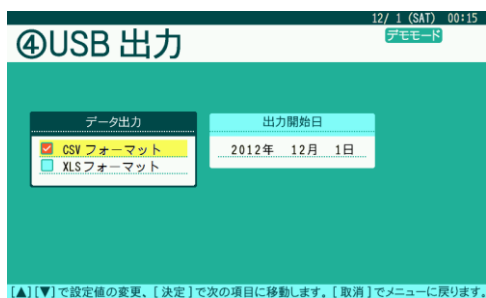 12/ 1 (SAT) 00:15
④USB 出力
デモモード
データ出力
CSV フォーマット
XLSフォーマット
出力開始日
2012年 12月 1日
[▲][▼]で設定値の変更、[決定]で次の項目に移動します。[取消]でメニューに戻ります。